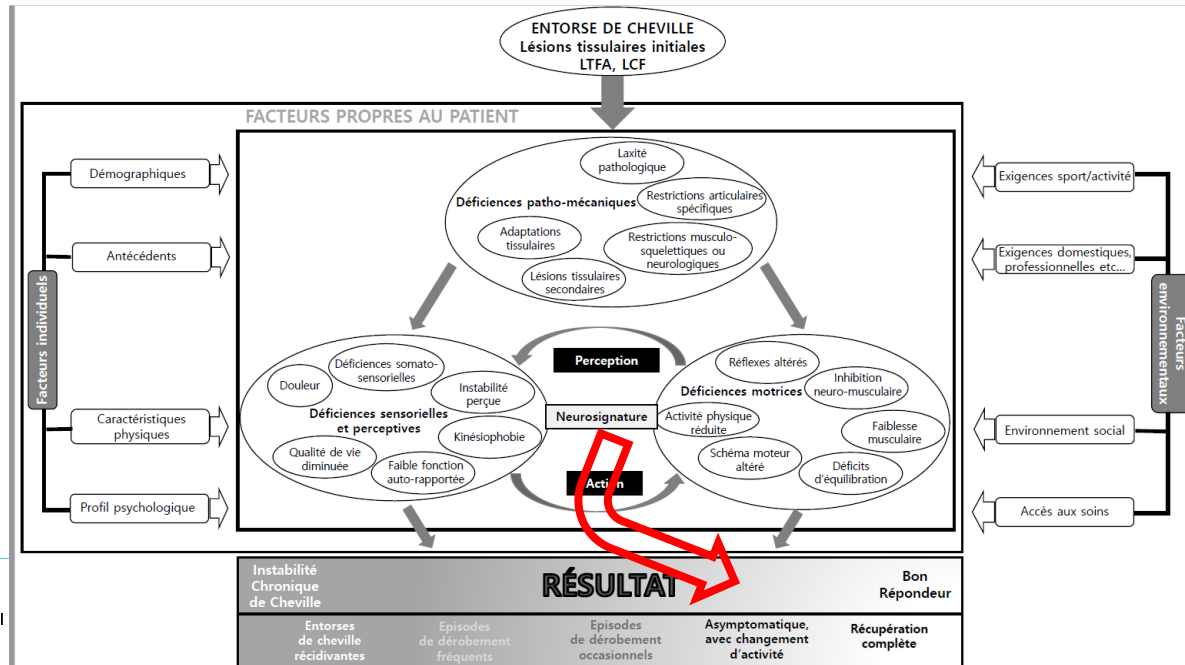 ENTORSE DE CHEVILLE
Lésions tissulaires initiales
LTFA, LCF
FACTEURS PROPRES AU PATIENT
Laxité
pathologique
Restrictions articulaires
spécifiques
Déficiences patho-mécaniques
Adaptations
tissulaires
Restrictions musculo-
squelettiques ou
neurologiques
Lésions tissulaires
secondaires
Facteurs individuels
Démographiques
Antécédents
Caractéristiques
physiques
Profil psychologique
Exigences sport/activité
Exigences domestiques,
professionnelles etc...
Environnement social
Accès aux soins
Facteurs
environnementaux
Perception
Neurosignature
Action
Déficiences somato-
sensorielles
Douleur
Instabilité
perçue
Déficiences sensorielles
et perceptives
Kinésiophobie
Qualité de vie
diminuée
Faible fonction
auto-rapportée
Réflexes altérés
Inhibition
neuro-musculaire
Déficiences motrices
Activité physique
réduite
Faiblesse
musculaire
Schéma moteur
altéré
Déficits
d'équilibration
Instabilité
Chronique
de Cheville
RÉSULTAT
Bon
Répondeur
Entorses
de cheville
récidivantes
Episodes
de dérobement
fréquents
Episodes
de dérobement
occasionnels
Asymptomatique,
avec changement
d'activité
Récupération
complète
l